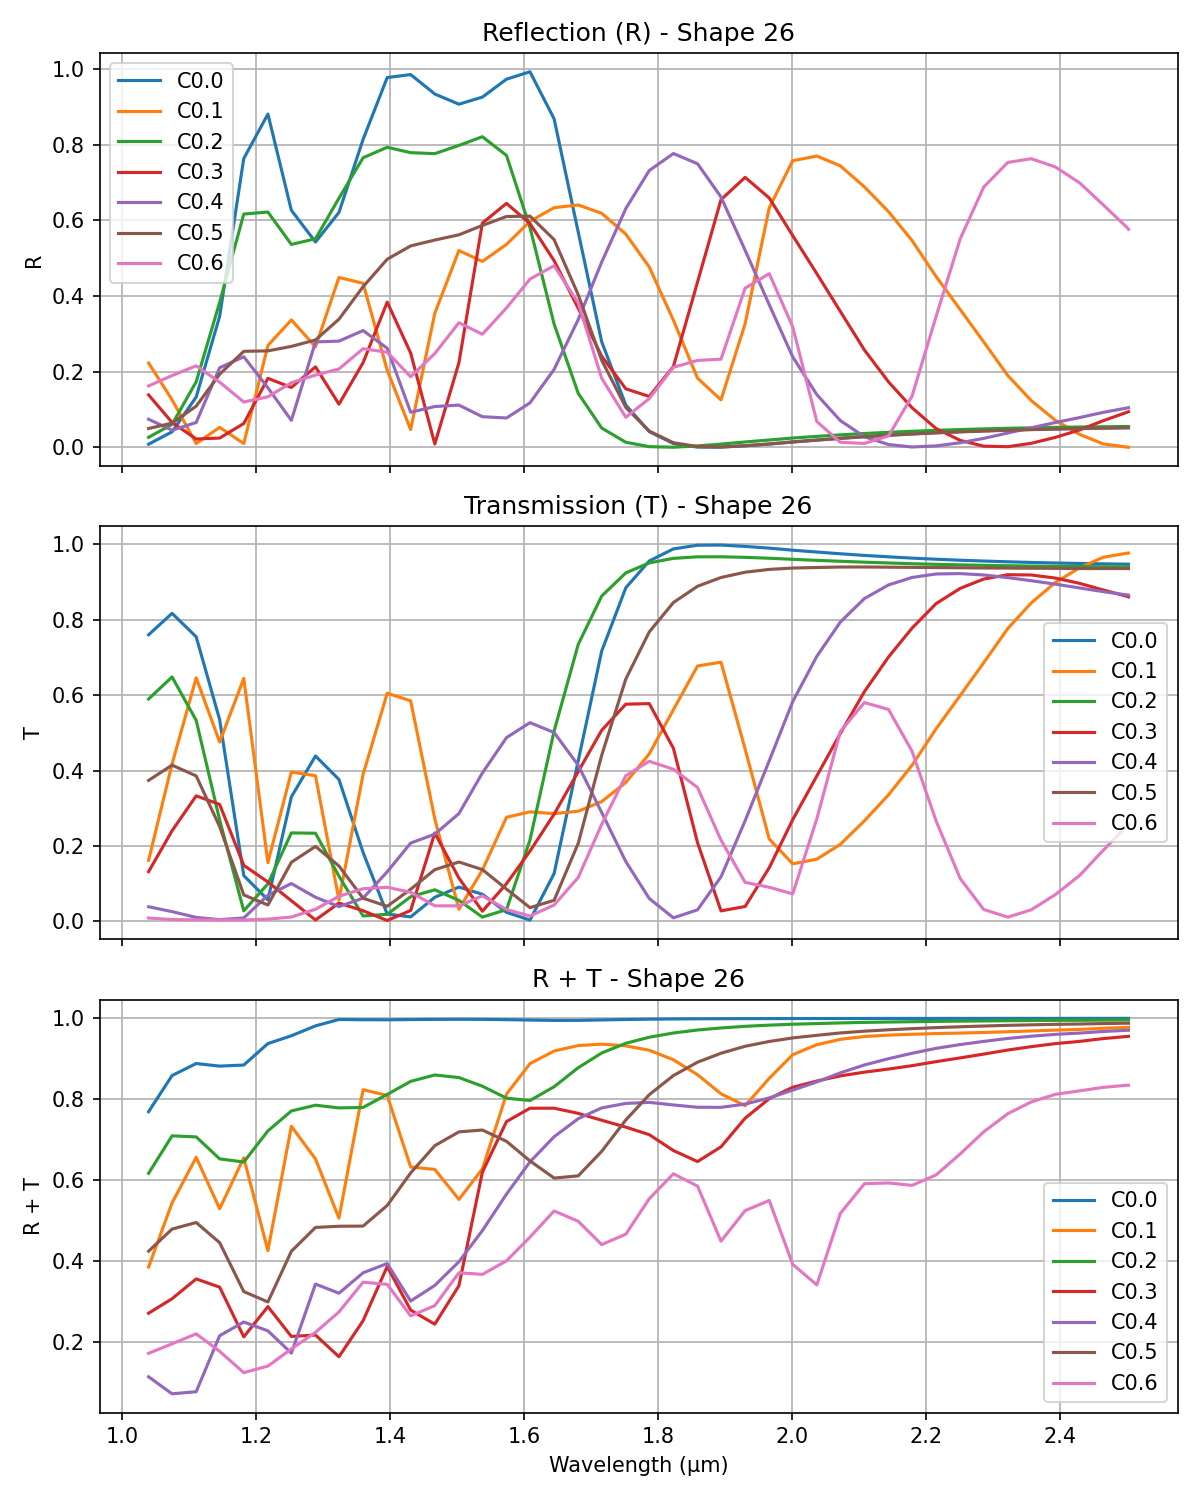 Reflection (R) - Shape 26
1.0
0.8
0.6
0.4
0.2
0.0
R
C0.0
C0.1
C0.2
C0.3
C0.4
C0.5
C0.6
Transmission (T) - Shape 26
1.0
0.8
0.6
0.4
0.2
0.0
T
C0.0
C0.1
C0.2
C0.3
C0.4
C0.5
C0.6
R + T - Shape 26
1.0
0.8
0.6
0.4
0.2
R + T
C0.0
C0.1
C0.2
C0.3
C0.4
C0.5
C0.6
1.0 1.2 1.4 1.6 1.8 2.0 2.2 2.4
Wavelength (μm)